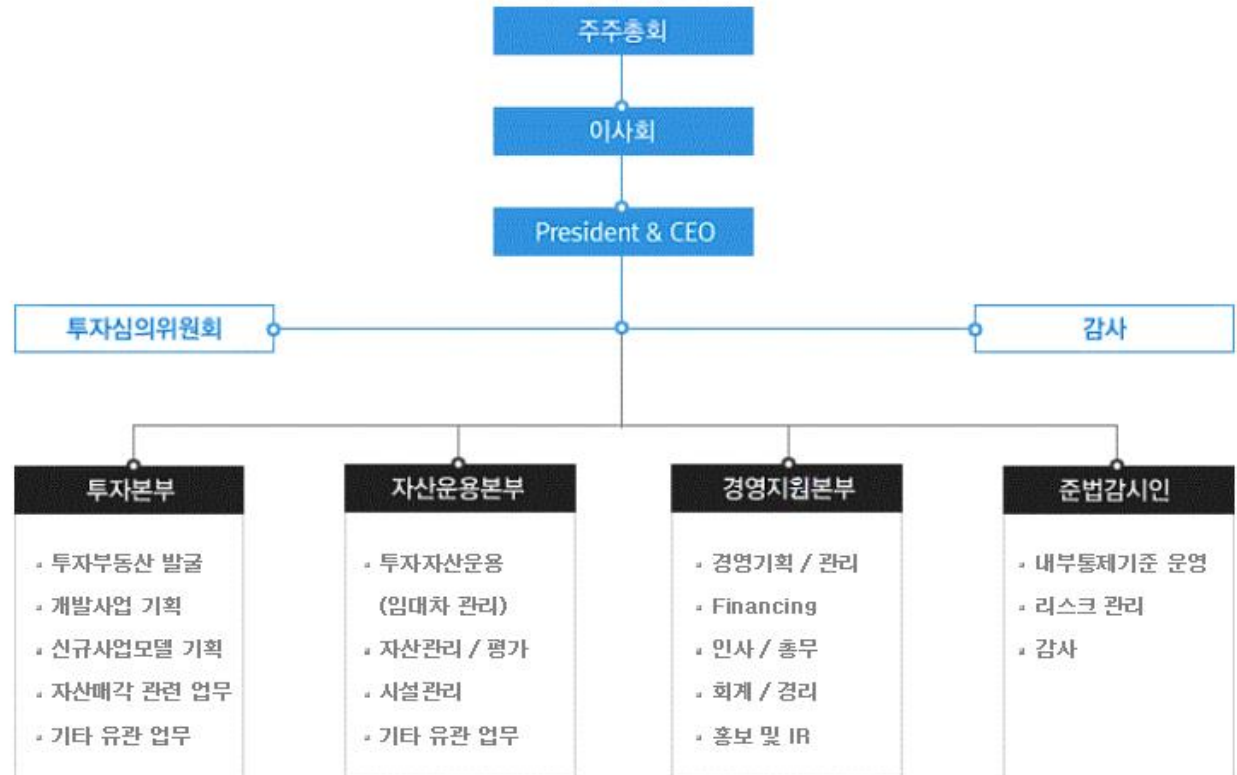 주주총회
이사회
President & CEO
투자심의위원회
감사
투자본부
- 투자부동산 발굴
- 개발사업 기획
- 신규사업모델 기획
- 자산매각 관련 업무
- 기타 유관 업무
자산운용본부
- 투자자산운용
(임대차 관리)
- 자산관리 / 평가
- 시설관리
- 기타 유관 업무
경영지원본부
- 경영기획 / 관리
- Financing
- 인사 / 총무
- 회계 / 경리
- 홍보 및 IR
준법감시인
- 내부통제기준 운영
- 리스크 관리
- 감사